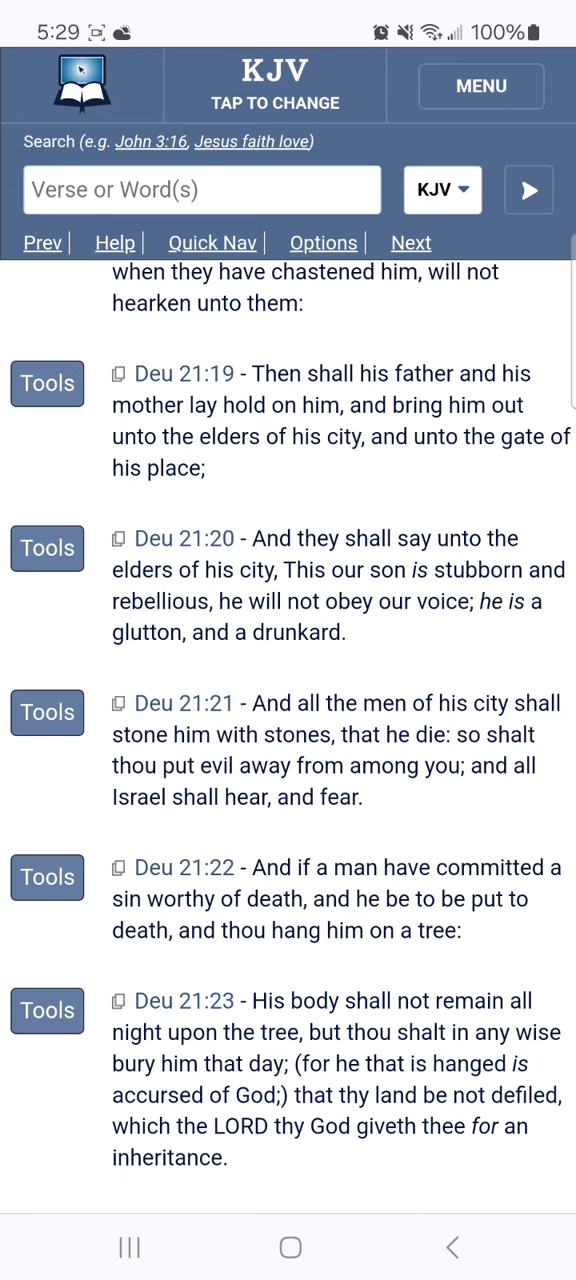 5:29 100%
KJV
TAP TO CHANGE
MENU
Search (e.g. John 3:16, Jesus faith love)
Verse or Word(s) KJV
Prev | Help | Quick Nav | Options | Next
when they have chastened him, will not
hearken unto them:
Tools
Deu 21:19 - Then shall his father and his
mother lay hold on him, and bring him out
unto the elders of his city, and unto the gate of
his place;
Tools
Deu 21:20 - And they shall say unto the
elders of his city, This our son is stubborn and
rebellious, he will not obey our voice; he is a
glutton, and a drunkard.
Tools
Deu 21:21 - And all the men of his city shall
stone him with stones, that he die: so shalt
thou put evil away from among you; and all
Israel shall hear, and fear.
Tools
Deu 21:22 - And if a man have committed a
sin worthy of death, and he be to be put to
death, and thou hang him on a tree:
Tools
Deu 21:23 - His body shall not remain all
night upon the tree, but thou shalt in any wise
bury him that day; (for he that is hanged is
accursed of God;) that thy land be not defiled,
which the LORD thy God giveth thee for an
inheritance.